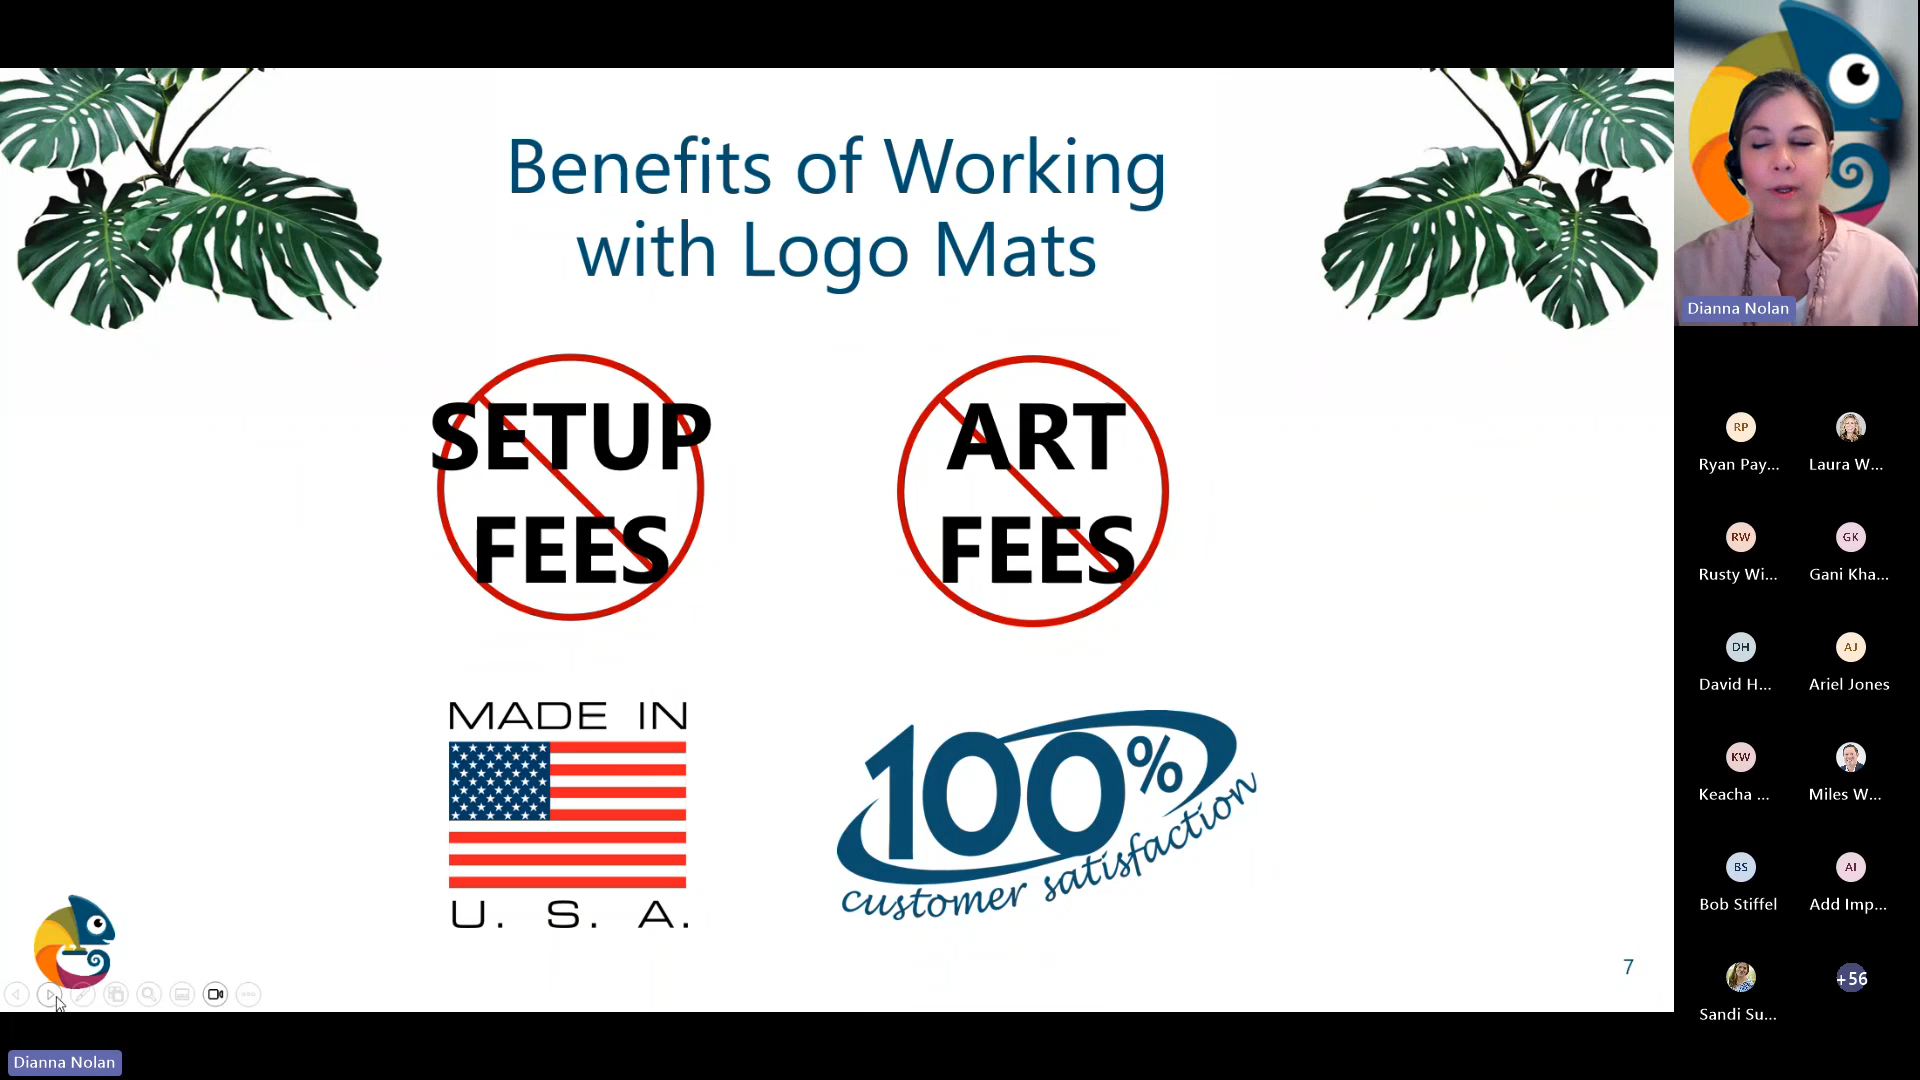 Benefits of Working
with Logo Mats
SETUP
FEES
ART
FEES
MADE IN
U. S. A.
100%
customer satisfaction
7
Dianna Nolan
Dianna Nolan
RP
Ryan Pay...
Laura W...
RW
Rusty Wi...
GK
Gani Kha...
DH
David H...
AJ
Ariel Jones
KW
Keacha ...
Miles W...
BS
Bob Stiffel
AI
Add Imp...
Sandi Su...
+56